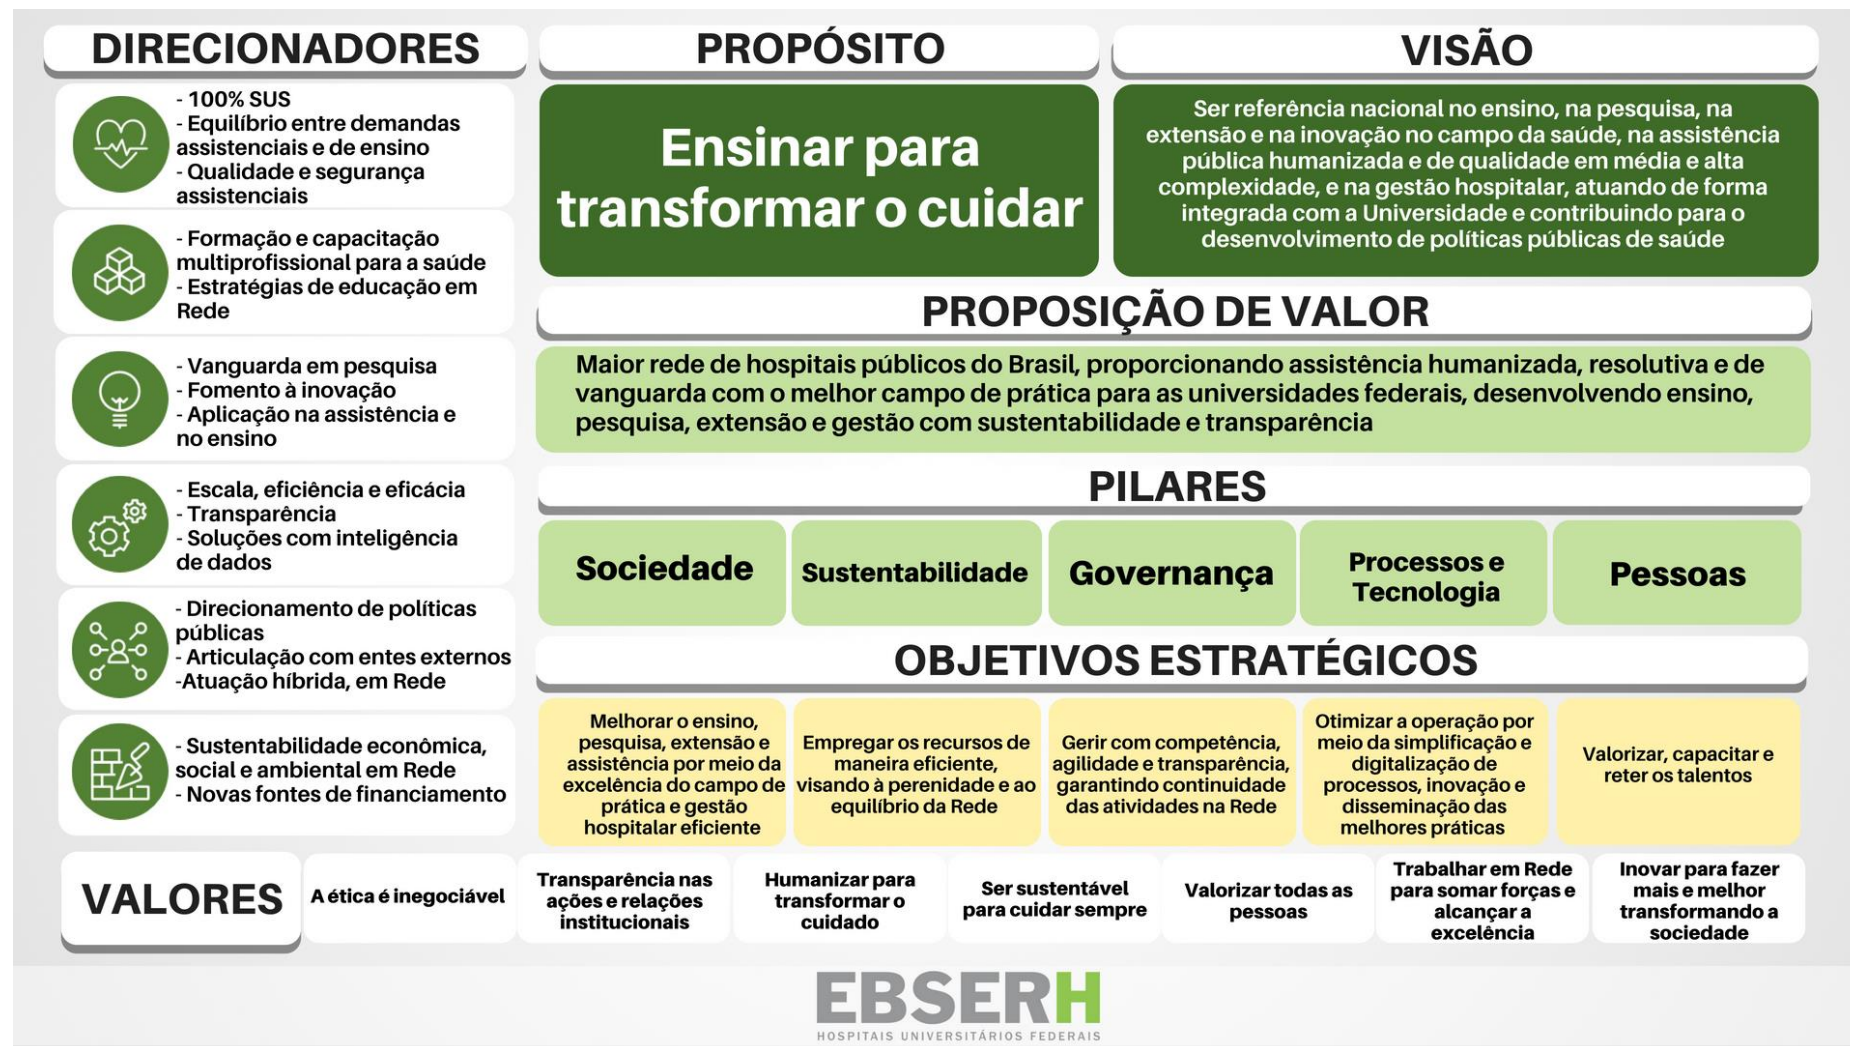 DIRECIONADORES
- 100% SUS
- Equilíbrio entre demandas
assistenciais e de ensino
- Qualidade e segurança
assistenciais
- Formação e capacitação
multiprofissional para a saúde
- Estratégias de educação em
Rede
- Vanguarda em pesquisa
- Fomento à inovação
- Aplicação na assistência e
no ensino
- Escala, eficiência e eficácia
- Transparência
- Soluções com inteligência
de dados
- Direcionamento de políticas
públicas
- Articulação com entes externos
-Atuação híbrida, em Rede
- Sustentabilidade econômica,
social e ambiental em Rede
- Novas fontes de financiamento
PROPÓSITO
Ensinar para
transformar o cuidar
VISÃO
Ser referência nacional no ensino, na pesquisa, na
extensão e na inovação no campo da saúde, na assistência
pública humanizada e de qualidade em média e alta
complexidade, e na gestão hospitalar, atuando de forma
integrada com a Universidade e contribuindo para o
desenvolvimento de políticas públicas de saúde
PROPOSIÇÃO DE VALOR
Maior rede de hospitais públicos do Brasil, proporcionando assistência humanizada, resolutiva e de
vanguarda com o melhor campo de prática para as universidades federais, desenvolvendo ensino,
pesquisa, extensão e gestão com sustentabilidade e transparência
PILARES
Sociedade
Sustentabilidade
Governança
Processos e
Tecnologia
Pessoas
OBJETIVOS ESTRATÉGICOS
Melhorar o ensino,
pesquisa, extensão e
assistência por meio da
excelência do campo de
prática e gestão
hospitalar eficiente
Empregar os recursos de
maneira eficiente,
visando à perenidade e ao
equilíbrio da Rede
Gerir com competência,
agilidade e transparência,
garantindo continuidade
das atividades na Rede
Otimizar a operação por
meio da simplificação e
digitalização de
processos, inovação e
disseminação das
melhores práticas
Valorizar, capacitar e
reter os talentos
VALORES
A ética é inegociável
Transparência nas
ações e relações
institucionais
Humanizar para
transformar o
cuidado
Ser sustentável
para cuidar sempre
Valorizar todas as
pessoas
Trabalhar em Rede
para somar forças e
alcançar a
excelência
Inovar para fazer
mais e melhor
transformando a
sociedade
EBSERH
HOSPITAIS UNIVERSITÁRIOS FEDERAIS